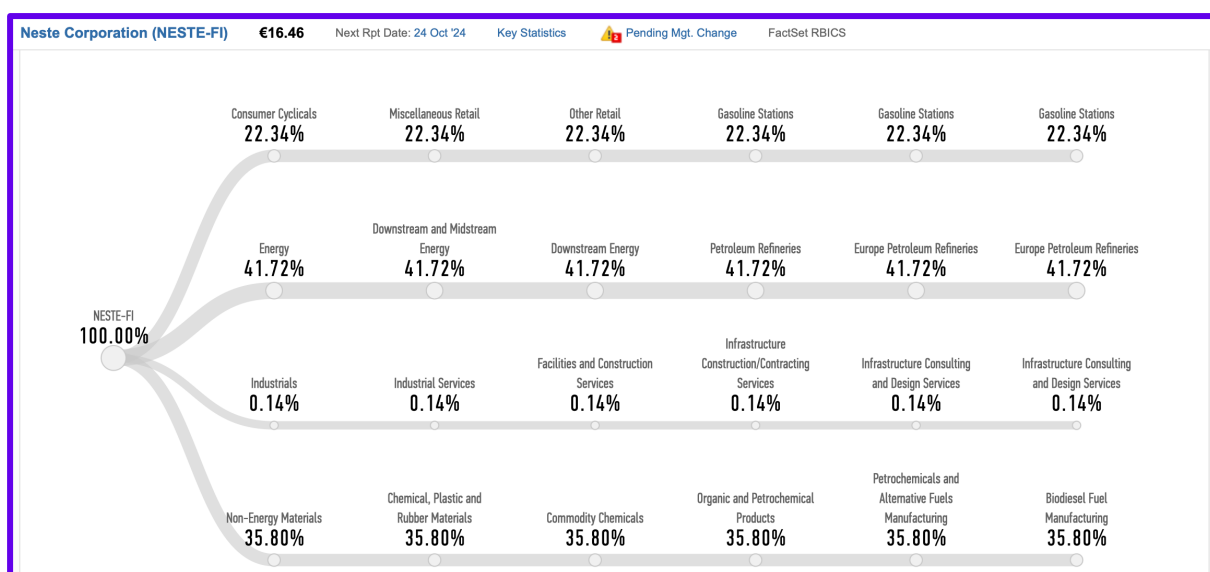 Neste Corporation (NESTE-FI) €16.46 Next Rpt Date: 24 Oct '24 Key Statistics 2 Pending Mgt. Change FactSet RBICS
Consumer Cyclicals Miscellaneous Retail Other Retail Gasoline Stations Gasoline Stations Gasoline Stations
22.34% 22.34% 22.34% 22.34% 22.34% 22.34%
Downstream and Midstream
Energy Energy Downstream Energy Petroleum Refineries Europe Petroleum Refineries Europe Petroleum Refineries
41.72% 41.72% 41.72% 41.72% 41.72% 41.72%
NESTE-FI
100.00%
Infrastructure
Facilities and Construction Construction/Contracting Infrastructure Consulting Infrastructure Consulting
Industrials Industrial Services Services Services and Design Services and Design Services
0.14% 0.14% 0.14% 0.14% 0.14% 0.14%
Petrochemicals and
Chemical, Plastic and Organic and Petrochemical Alternative Fuels Biodiesel Fuel
Non-Energy Materials Rubber Materials Commodity Chemicals Products Manufacturing Manufacturing
35.80% 35.80% 35.80% 35.80% 35.80% 35.80%